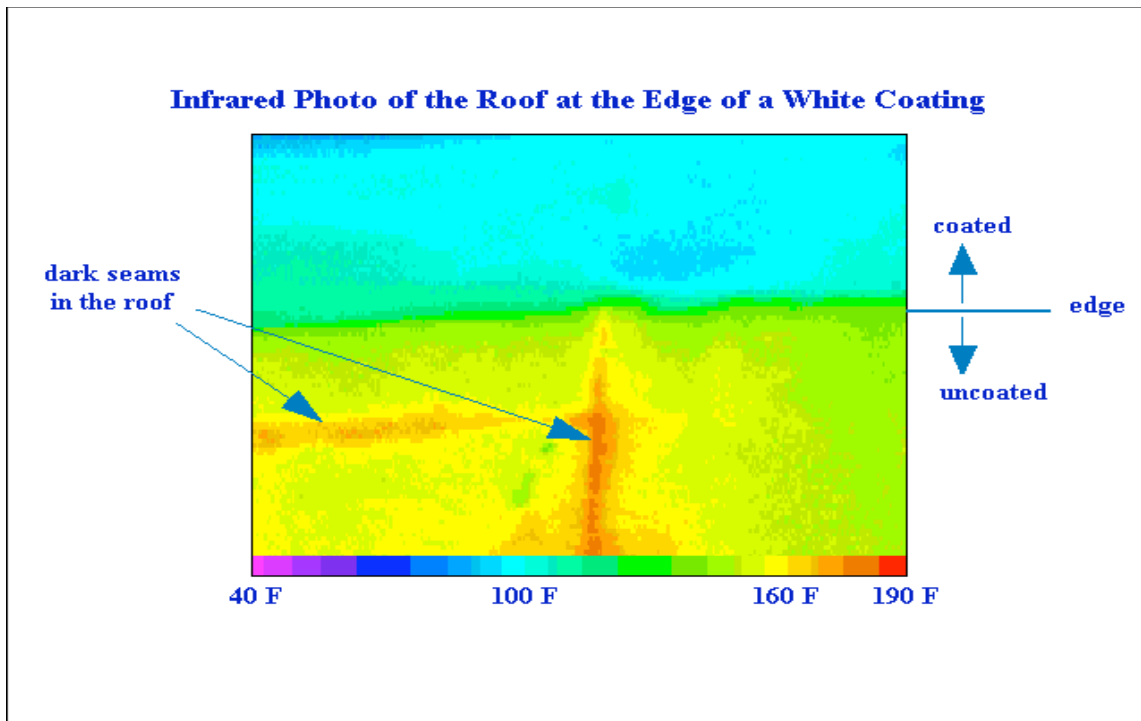 Infrared Photo of the Roof at the Edge of a White Coating
coated
dark seams
in the roof
edge
uncoated
40 F
100 F
160 F
190 F